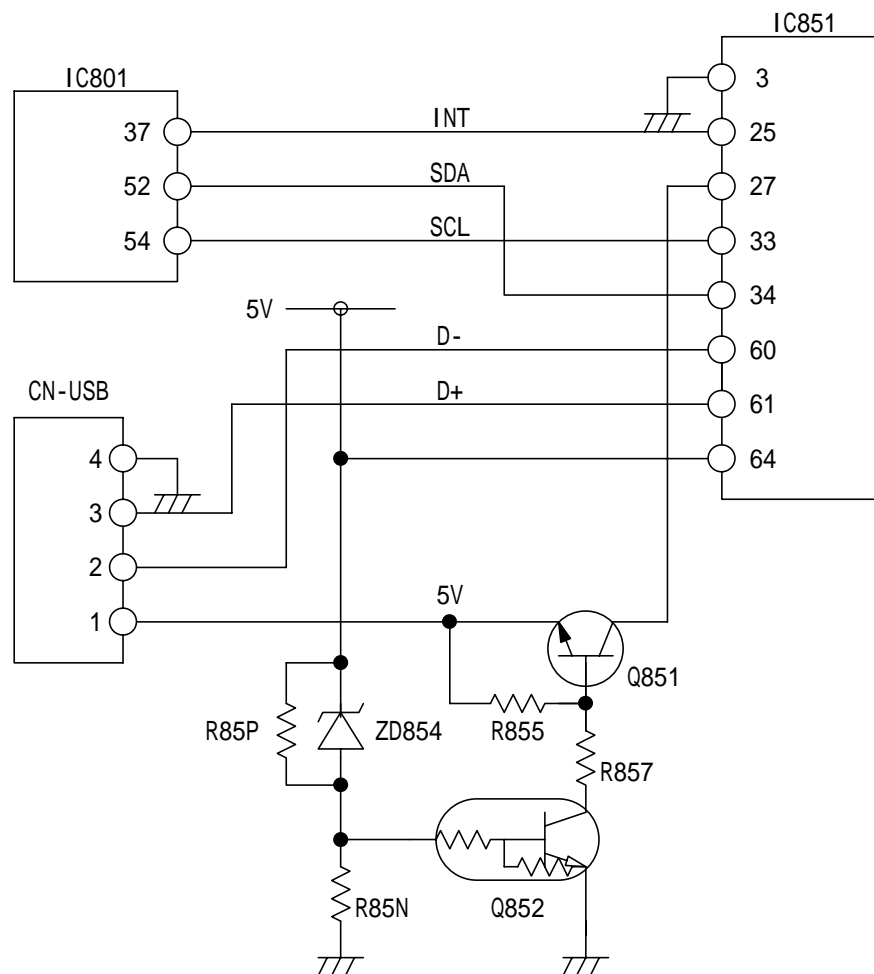 IC851
IC801
3
37
INT
25
52
SDA
27
54
SCL
33
5V
34
D-
60
CN-USB
D+
61
4
64
3
2
5V
1
Q851
R85P
ZD854
R855
R857
R85N
Q852